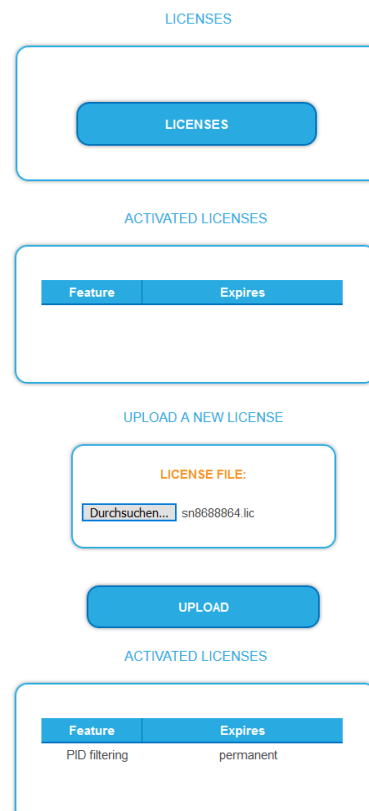 LICENSES
LICENSES
ACTIVATED LICENSES
Feature Expires
UPLOAD A NEW LICENSE
LICENSE FILE:
Durchsuchen... sn8688864.lic
UPLOAD
ACTIVATED LICENSES
Feature Expires
PID filtering permanent